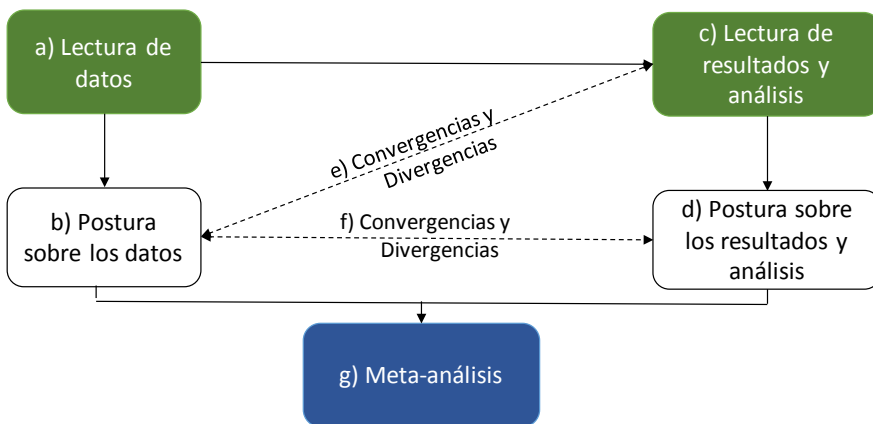 a) Lectura de
datos
c) Lectura de
resultados y
análisis
e) Convergencias y
Divergencias
b) Postura
sobre los datos
f) Convergencias y
Divergencias
d) Postura sobre
los resultados y
análisis
g) Meta-análisis